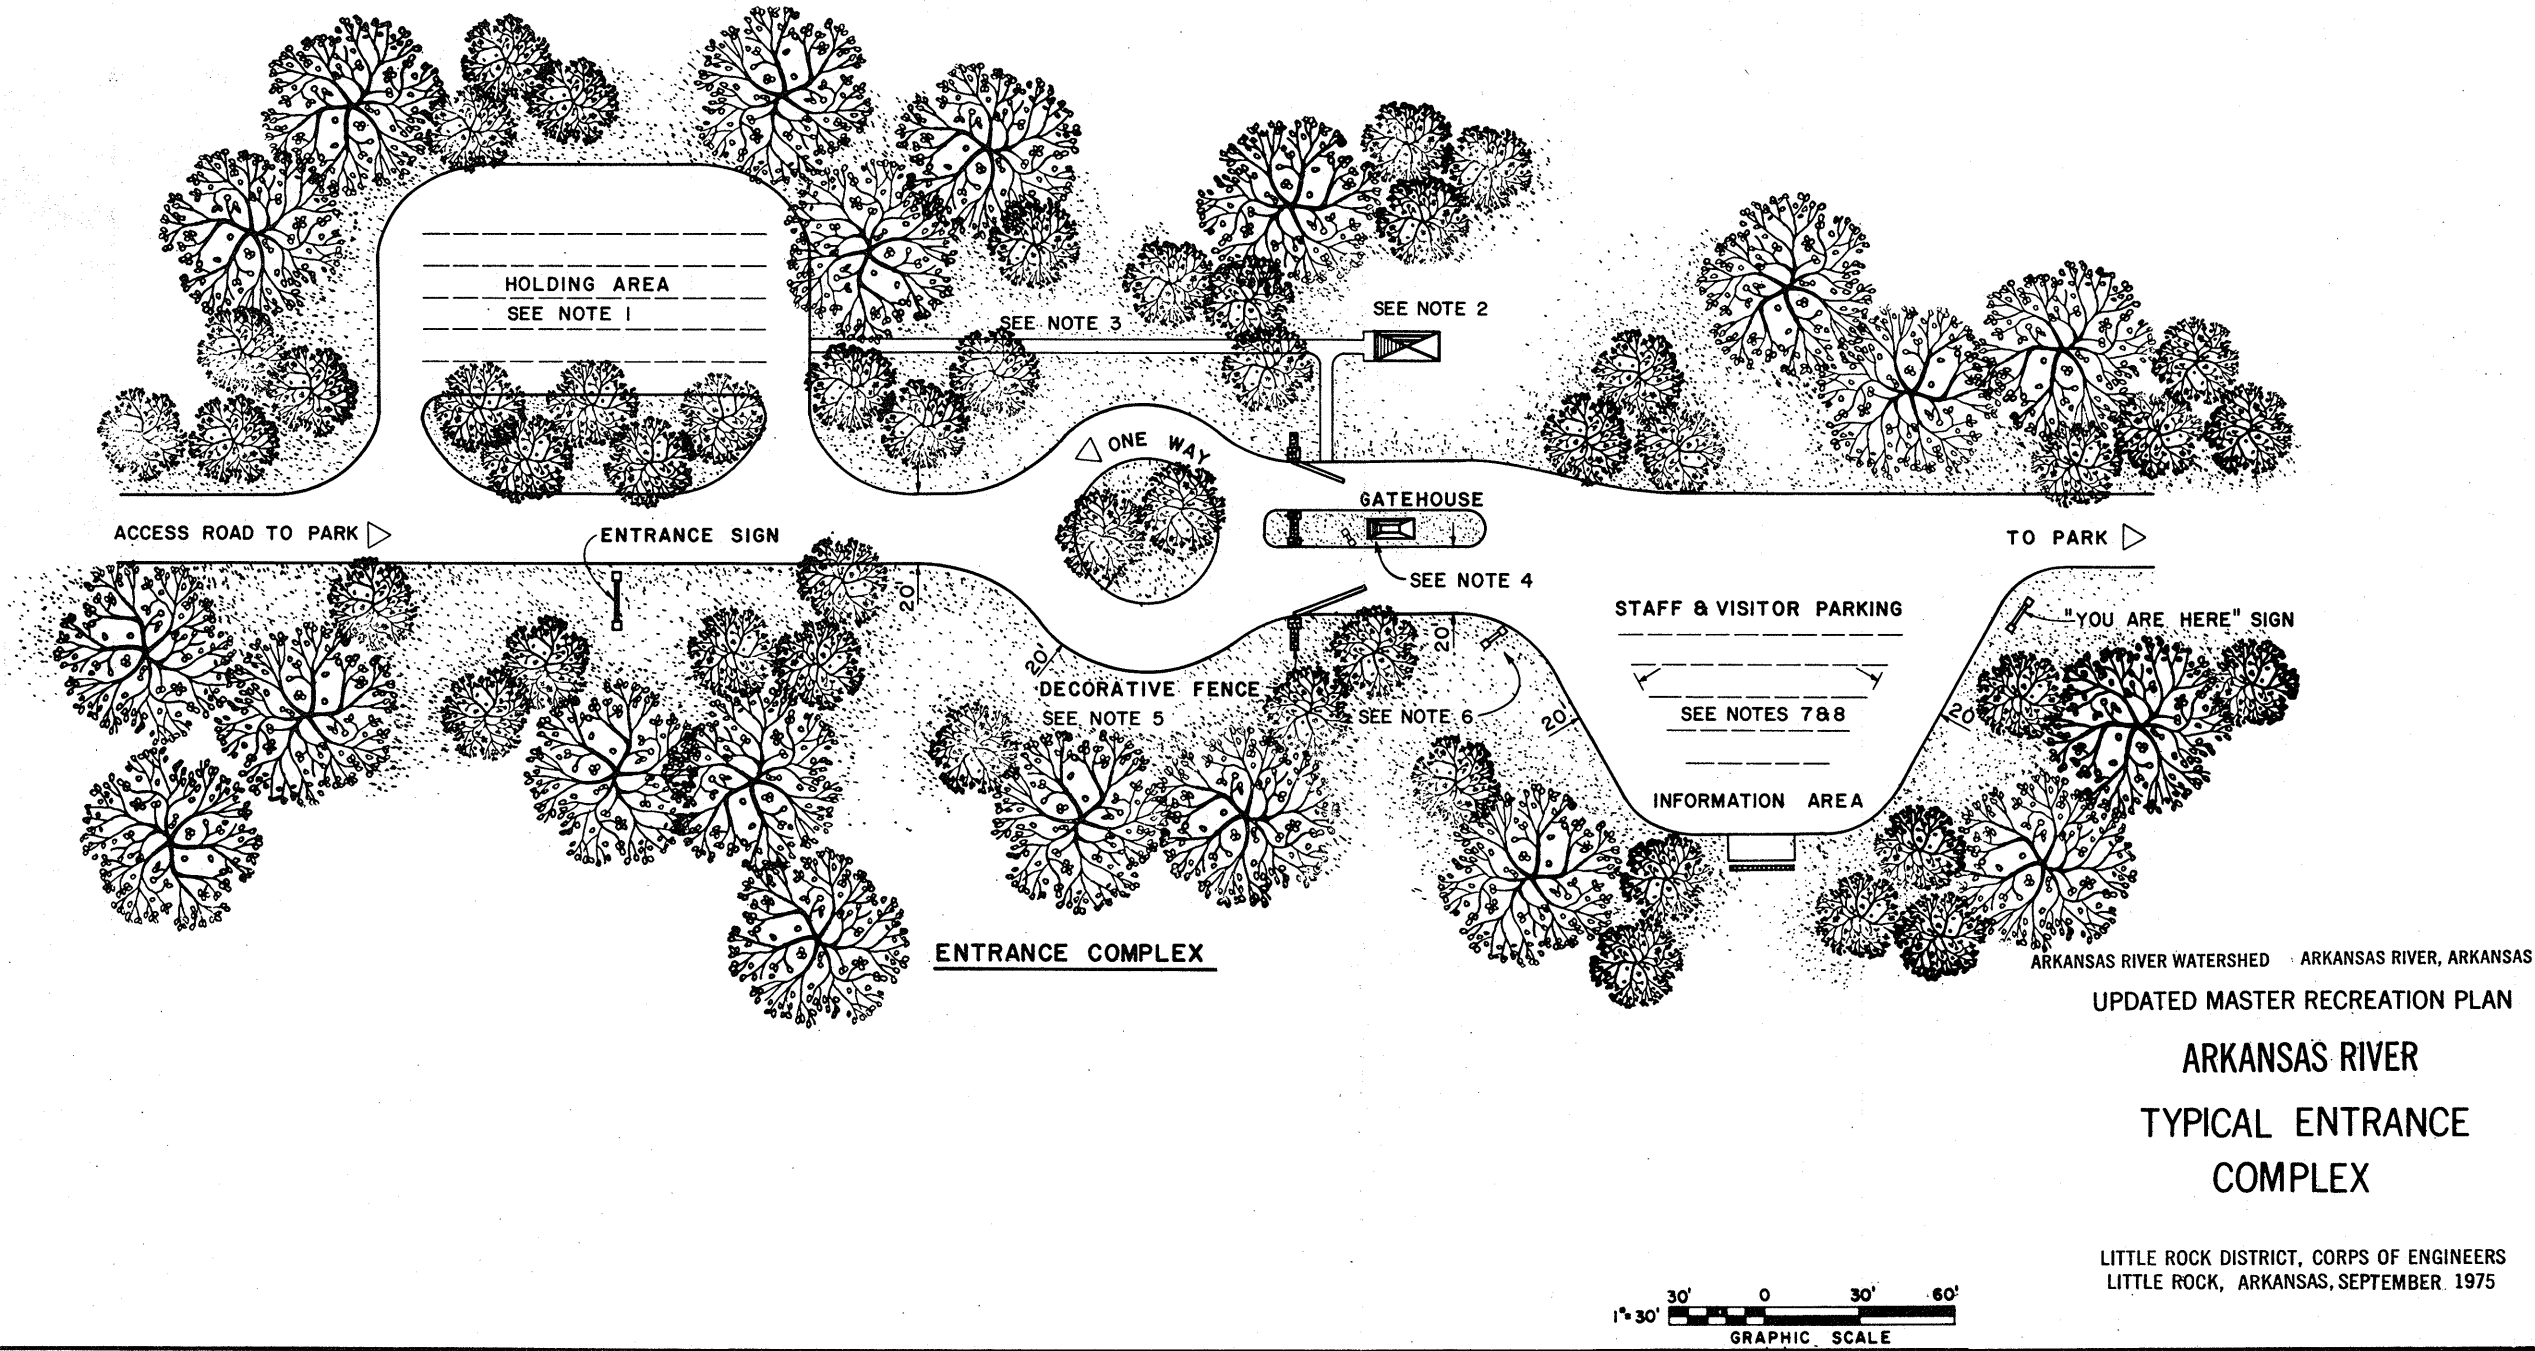 HOLDING AREA
SEE NOTE 1
SEE NOTE 3
SEE NOTE 2
ONE WAY
GATEHOUSE
ACCESS ROAD TO PARK
ENTRANCE SIGN
TO PARK
SEE NOTE 4
20'
STAFF & VISITOR PARKING
"YOU ARE HERE" SIGN
20'
20'
DECORATIVE FENCE
SEE NOTE 5
SEE NOTE 6
20'
SEE NOTES 7&8
20'
INFORMATION AREA
ENTRANCE COMPLEX
ARKANSAS RIVER WATERSHED ARKANSAS RIVER, ARKANSAS
UPDATED MASTER RECREATION PLAN
ARKANSAS RIVER
TYPICAL ENTRANCE
COMPLEX
LITTLE ROCK DISTRICT, CORPS OF ENGINEERS
LITTLE ROCK, ARKANSAS, SEPTEMBER 1975
30' 0 30' 60'
1"=30'
GRAPHIC SCALE